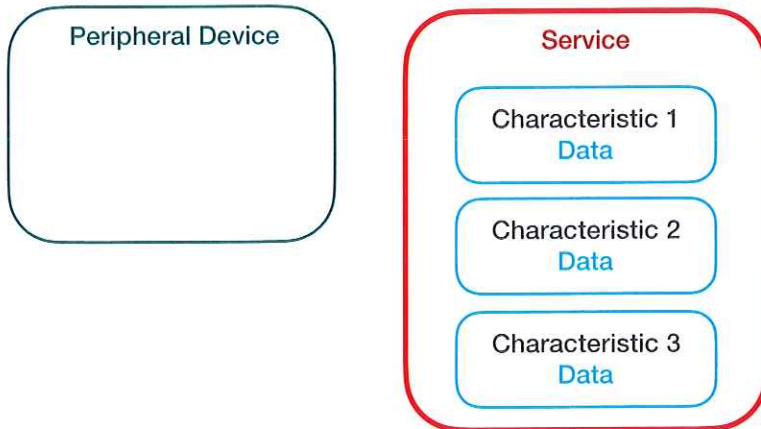 Peripheral Device
Service
Characteristic 1
Data
Characteristic 2
Data
Characteristic 3
Data